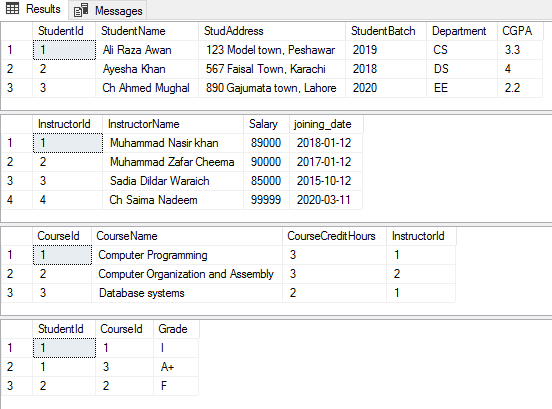 Results Messages
StudentId StudentName StudAddress StudentBatch Department CGPA
1 1 Ali Raza Awan 123 Model town, Peshawar 2019 CS 3.3
2 2 Ayesha Khan 567 Faisal Town, Karachi 2018 DS 4
3 3 Ch Ahmed Mughal 890 Gajumata town, Lahore 2020 EE 2.2
InstructorId InstructorName Salary joining_date
1 1 Muhammad Nasir khan 89000 2018-01-12
2 2 Muhammad Zafar Cheema 90000 2017-01-12
3 3 Sadia Dildar Waraich 85000 2015-10-12
4 4 Ch Saima Nadeem 99999 2020-03-11
CourseId CourseName CourseCreditHours InstructorId
1 1 Computer Programming 3 1
2 2 Computer Organization and Assembly 3 2
3 3 Database systems 2 1
StudentId CourseId Grade
1 1 1 I
2 1 3 A+
3 2 2 F